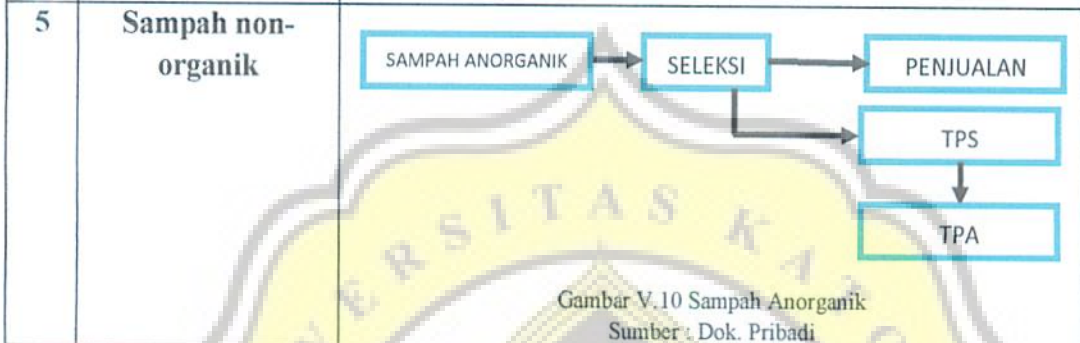 5
Sampah non-
organik
SAMPAH ANORGANIK
SELEKSI
PENJUALAN
TPS
TPA
Gambar V.10 Sampah Anorganik
Sumber : Dok. Pribadi